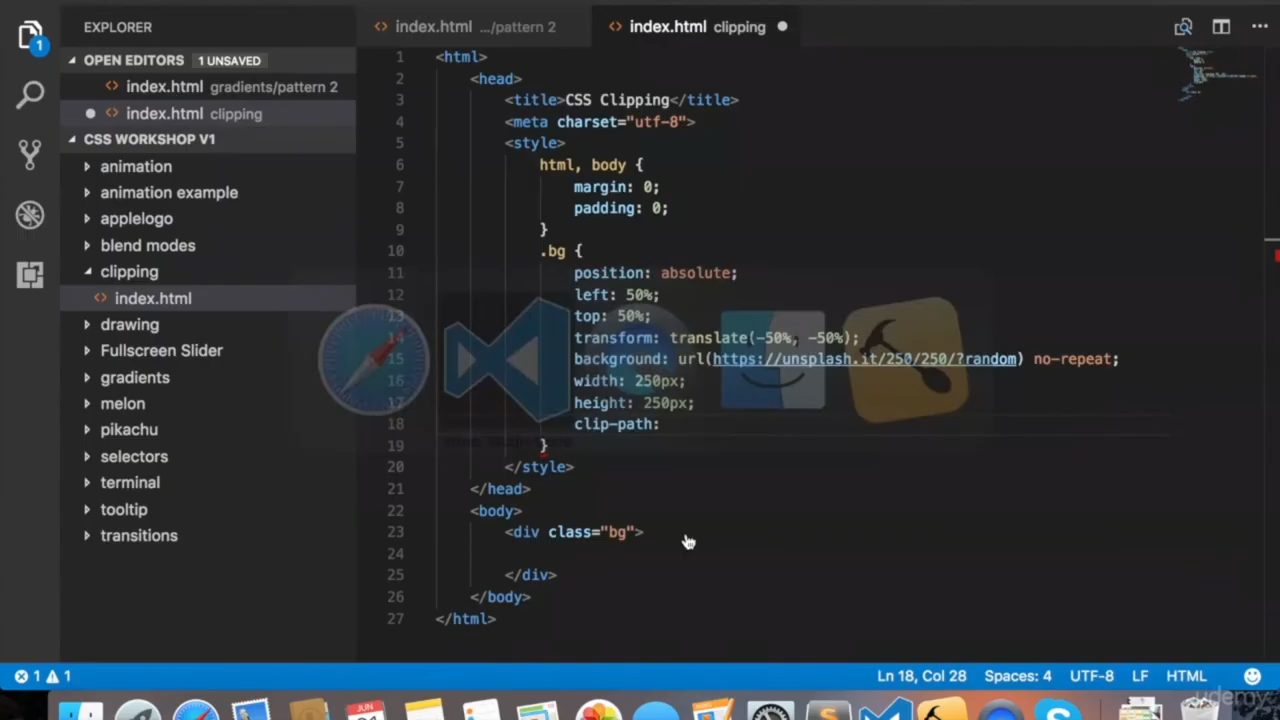 EXPLORER
OPEN EDITORS 1 UNSAVED
index.html gradients/pattern 2
index.html clipping
CSS WORKSHOP V1
animation
animation example
applelogo
blend modes
clipping
index.html
drawing
Fullscreen Slider
gradients
melon
pikachu
selectors
terminal
tooltip
transitions
1
index.html .../pattern 2
index.html clipping
1 <html>
2 <head>
3 <title>CSS Clipping</title>
4 <meta charset="utf-8">
5 <style>
6 html, body {
7 margin: 0;
8 padding: 0;
9 }
10 .bg {
11 position: absolute;
12 left: 50%;
13 top: 50%;
14 transform: translate(-50%, -50%);
15 background: url(https://unsplash.it/250/250/?random) no-repeat;
16 width: 250px;
17 height: 250px;
18 clip-path:
19 }
20 </style>
21 </head>
22 <body>
23 <div class="bg">
24
25 </div>
26 </body>
27 </html>
1 1 Ln 18, Col 28 Spaces: 4 UTF-8 LF HTML
JUN
udemy